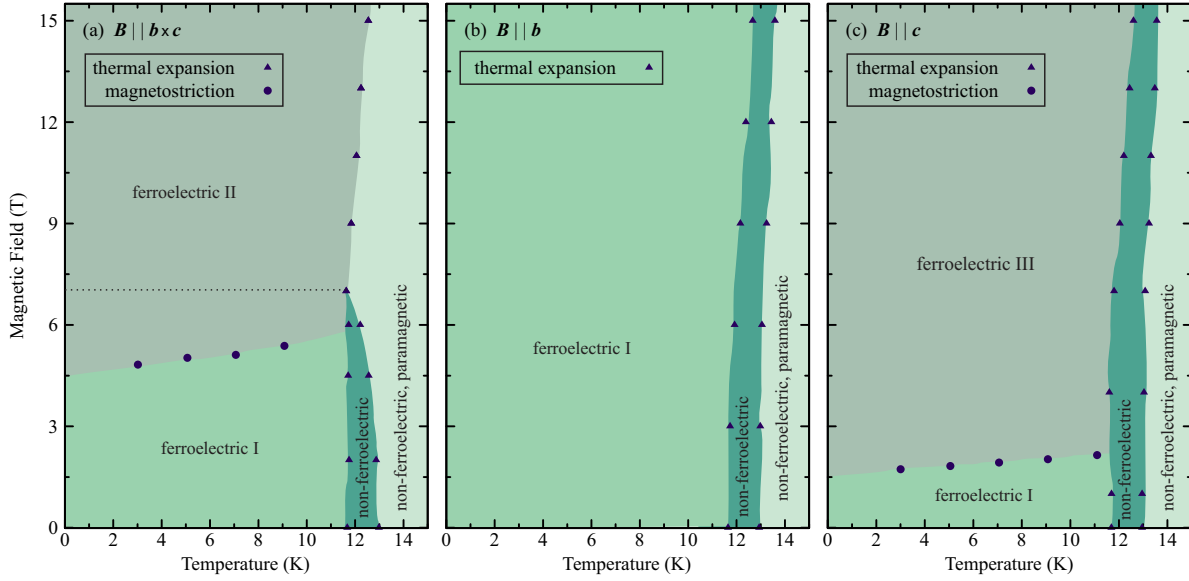 (a) B || b × c
thermal expansion
magnetostriction
ferroelectric II
ferroelectric I
non-ferroelectric
non-ferroelectric, paramagnetic
15
12
9
6
3
0
Magnetic Field (T)
0 2 4 6 8 10 12 14
Temperature (K)
(b) B || b
thermal expansion
ferroelectric I
non-ferroelectric
non-ferroelectric, paramagnetic
0 2 4 6 8 10 12 14
Temperature (K)
(c) B || c
thermal expansion
magnetostriction
ferroelectric III
ferroelectric I
non-ferroelectric
non-ferroelectric, paramagnetic
0 2 4 6 8 10 12 14
Temperature (K)